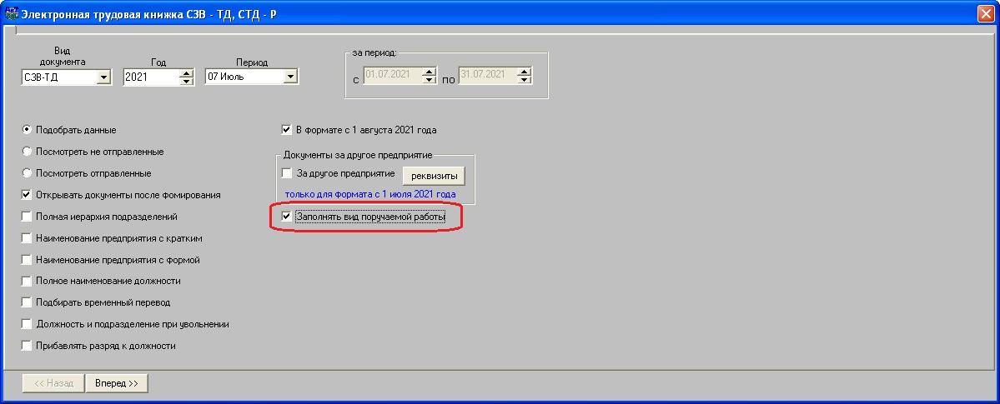 Электронная трудовая книжка СЗВ - ТД, СТД - Р
Вид документа
Год
Период
СЗВ-ТД
2021
07 Июль
за период:
с 01.07.2021 по 31.07.2021
Подобрать данные
Посмотреть не отправленные
Посмотреть отправленные
Открывать документы после фомирования
Полная иерархия подразделений
Наименование предприятия с кратким
Наименование предприятия с формой
Полное наименование должности
Подбирать временный перевод
Должность и подразделение при увольнении
Прибавлять разряд к должности
В формате с 1 августа 2021 года
Документы за другое предприятие
За другое предприятие
реквизиты
только для формата с 1 июля 2021 года
Заполнять вид поручаемой работы
<< Назад
Вперед >>